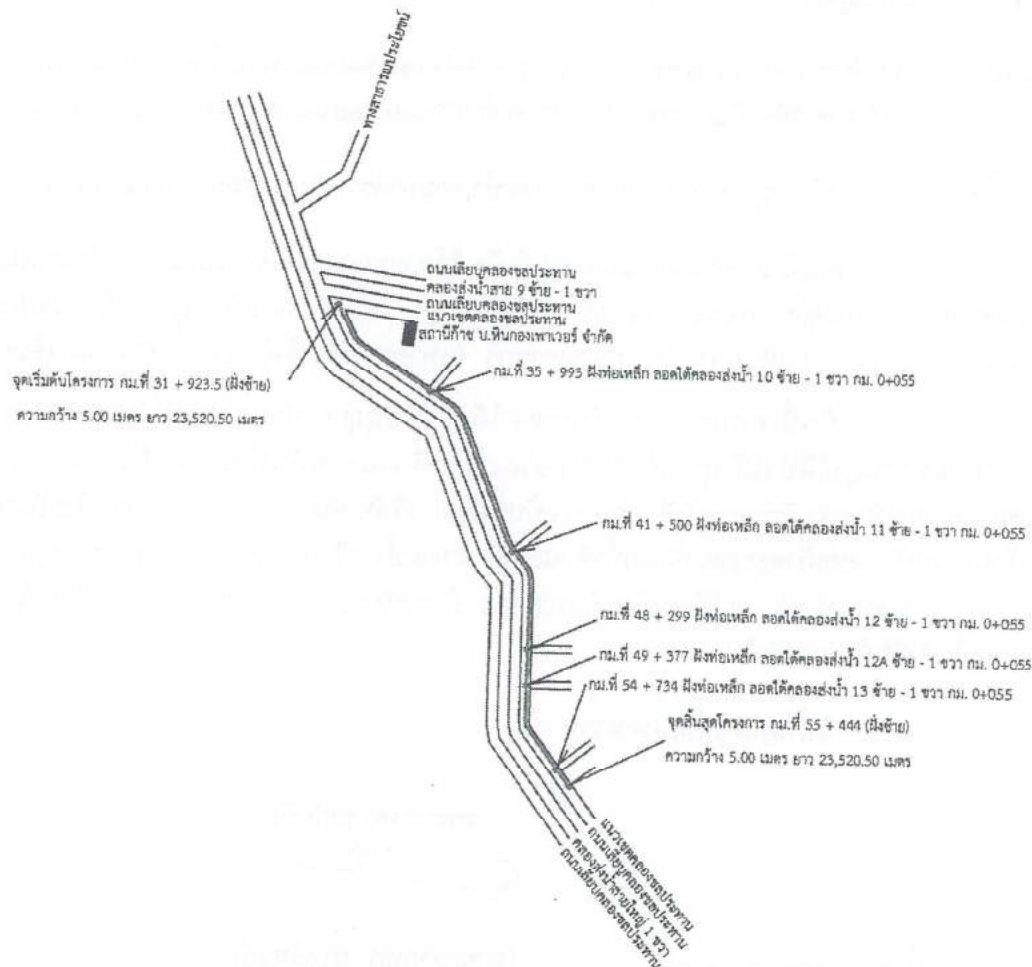 ทางสาธารณประโยชน์
ถนนเลียบคลองชลประทาน
คลองส่งน้ำสาย 9 ซ้าย - 1 ขวา
ถนนเลียบคลองชลประทาน
แนวเขตคลองชลประทาน
สถานีก๊าซ บ.หินกองเพาเวอร์ จำกัด
กม.ที่ 35 + 993 ฝังท่อเหล็ก ลอดใต้คลองส่งน้ำ 10 ซ้าย - 1 ขวา กม. 0+055
จุดเริ่มต้นโครงการ กม.ที่ 31 + 923.5 (ฝั่งซ้าย)
ความกว้าง 5.00 เมตร ยาว 23,520.50 เมตร
กม.ที่ 41 + 500 ฝังท่อเหล็ก ลอดใต้คลองส่งน้ำ 11 ซ้าย - 1 ขวา กม. 0+055
กม.ที่ 48 + 299 ฝังท่อเหล็ก ลอดใต้คลองส่งน้ำ 12 ซ้าย - 1 ขวา กม. 0+055
กม.ที่ 49 + 377 ฝังท่อเหล็ก ลอดใต้คลองส่งน้ำ 12A ซ้าย - 1 ขวา กม. 0+055
กม.ที่ 54 + 734 ฝังท่อเหล็ก ลอดใต้คลองส่งน้ำ 13 ซ้าย - 1 ขวา กม. 0+055
จุดสิ้นสุดโครงการ กม.ที่ 55 + 444 (ฝั่งซ้าย)
ความกว้าง 5.00 เมตร ยาว 23,520.50 เมตร
แนวเขตคลองชลประทาน
ถนนเลียบคลองชลประทาน
คลองส่งน้ำสายใหญ่ 1 ขวา
ถนนเลียบคลองชลประทาน